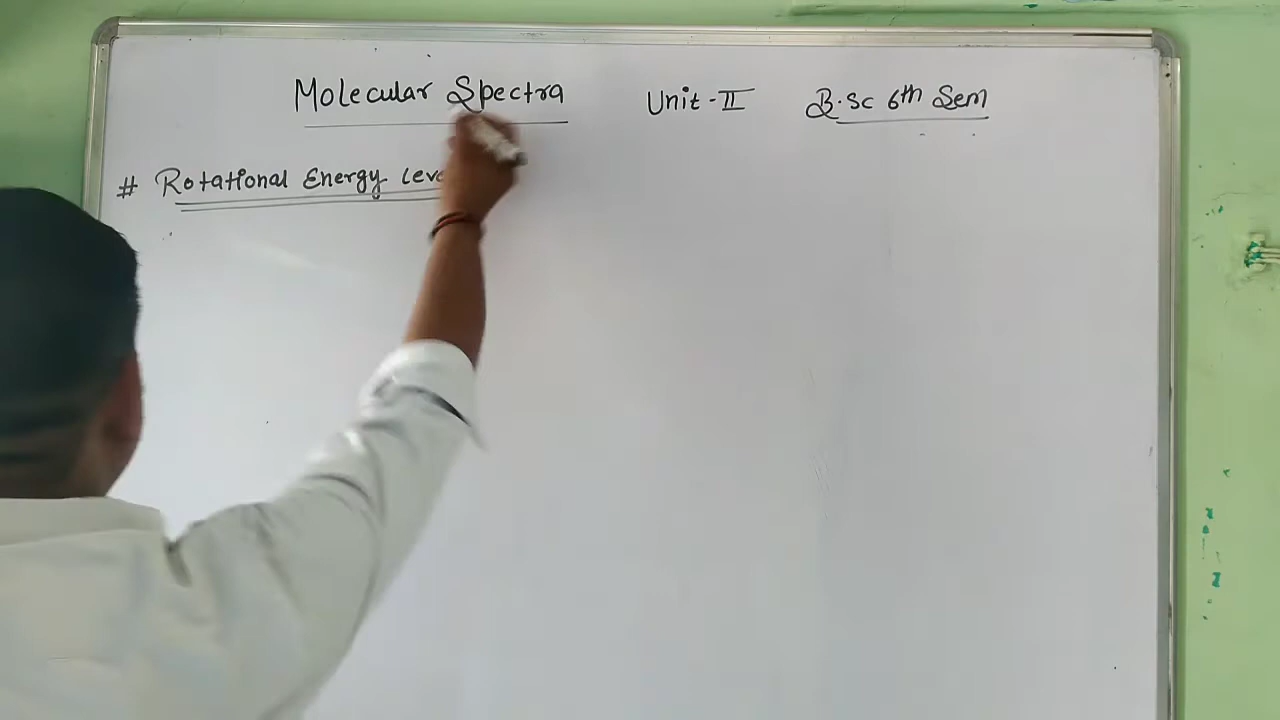 Molecular Spectra Unit-II B.Sc 6th Sem
# Rotational Energy